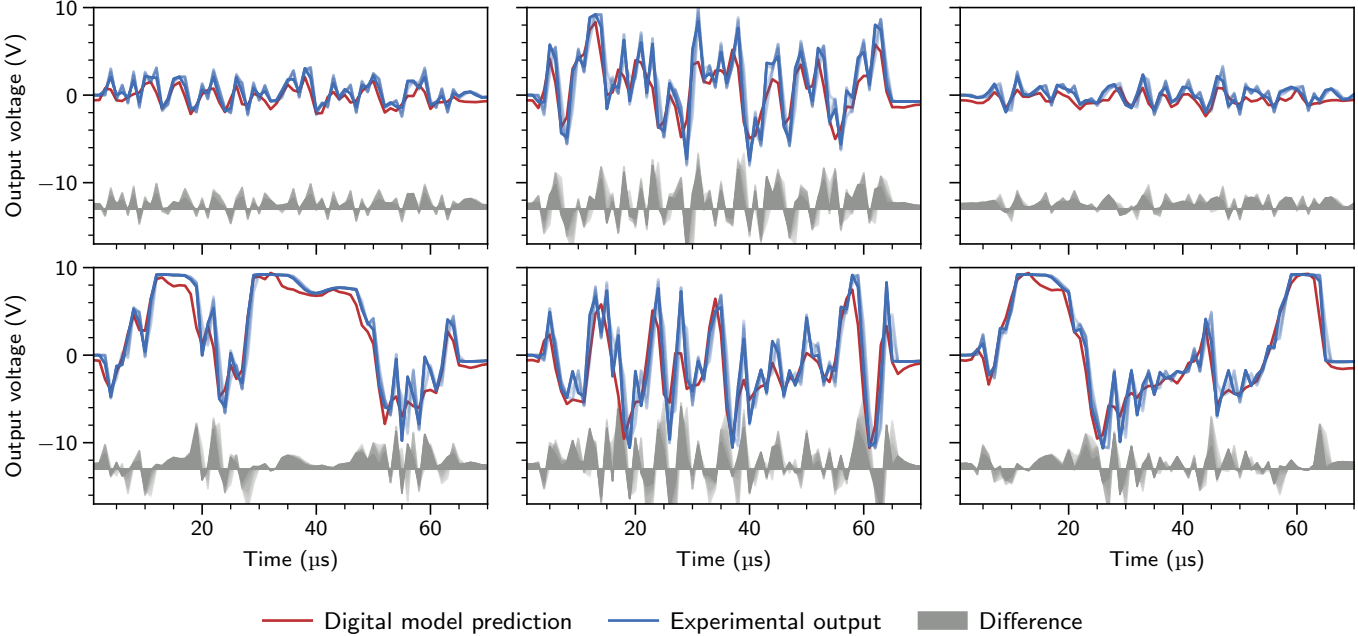 10
0
−10
Output voltage (V)
10
0
−10
Output voltage (V)
20 40 60
20 40 60
20 40 60
Time (µs)
Time (µs)
Time (µs)
Digital model prediction
Experimental output
Difference